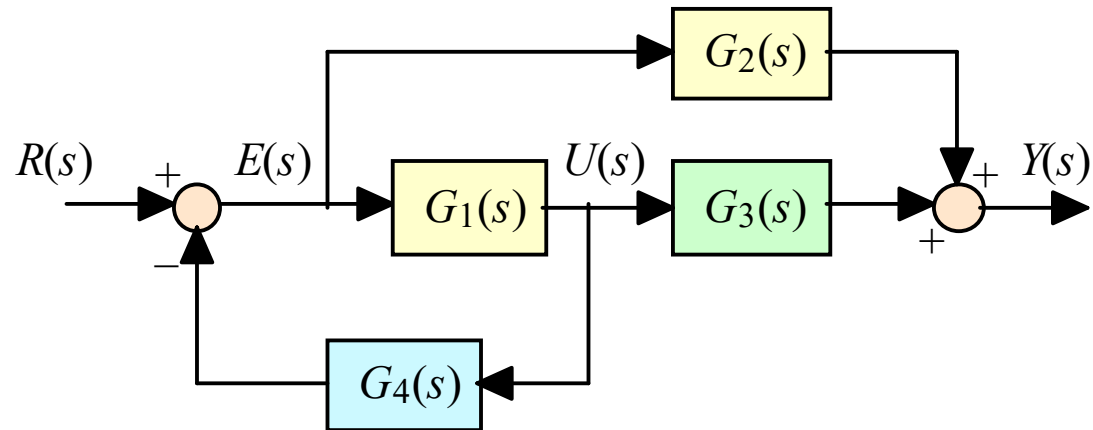 G₂(s)
R(s)
+
E(s)
G₁(s)
U(s)
G₃(s)
+
Y(s)
+
−
G₄(s)